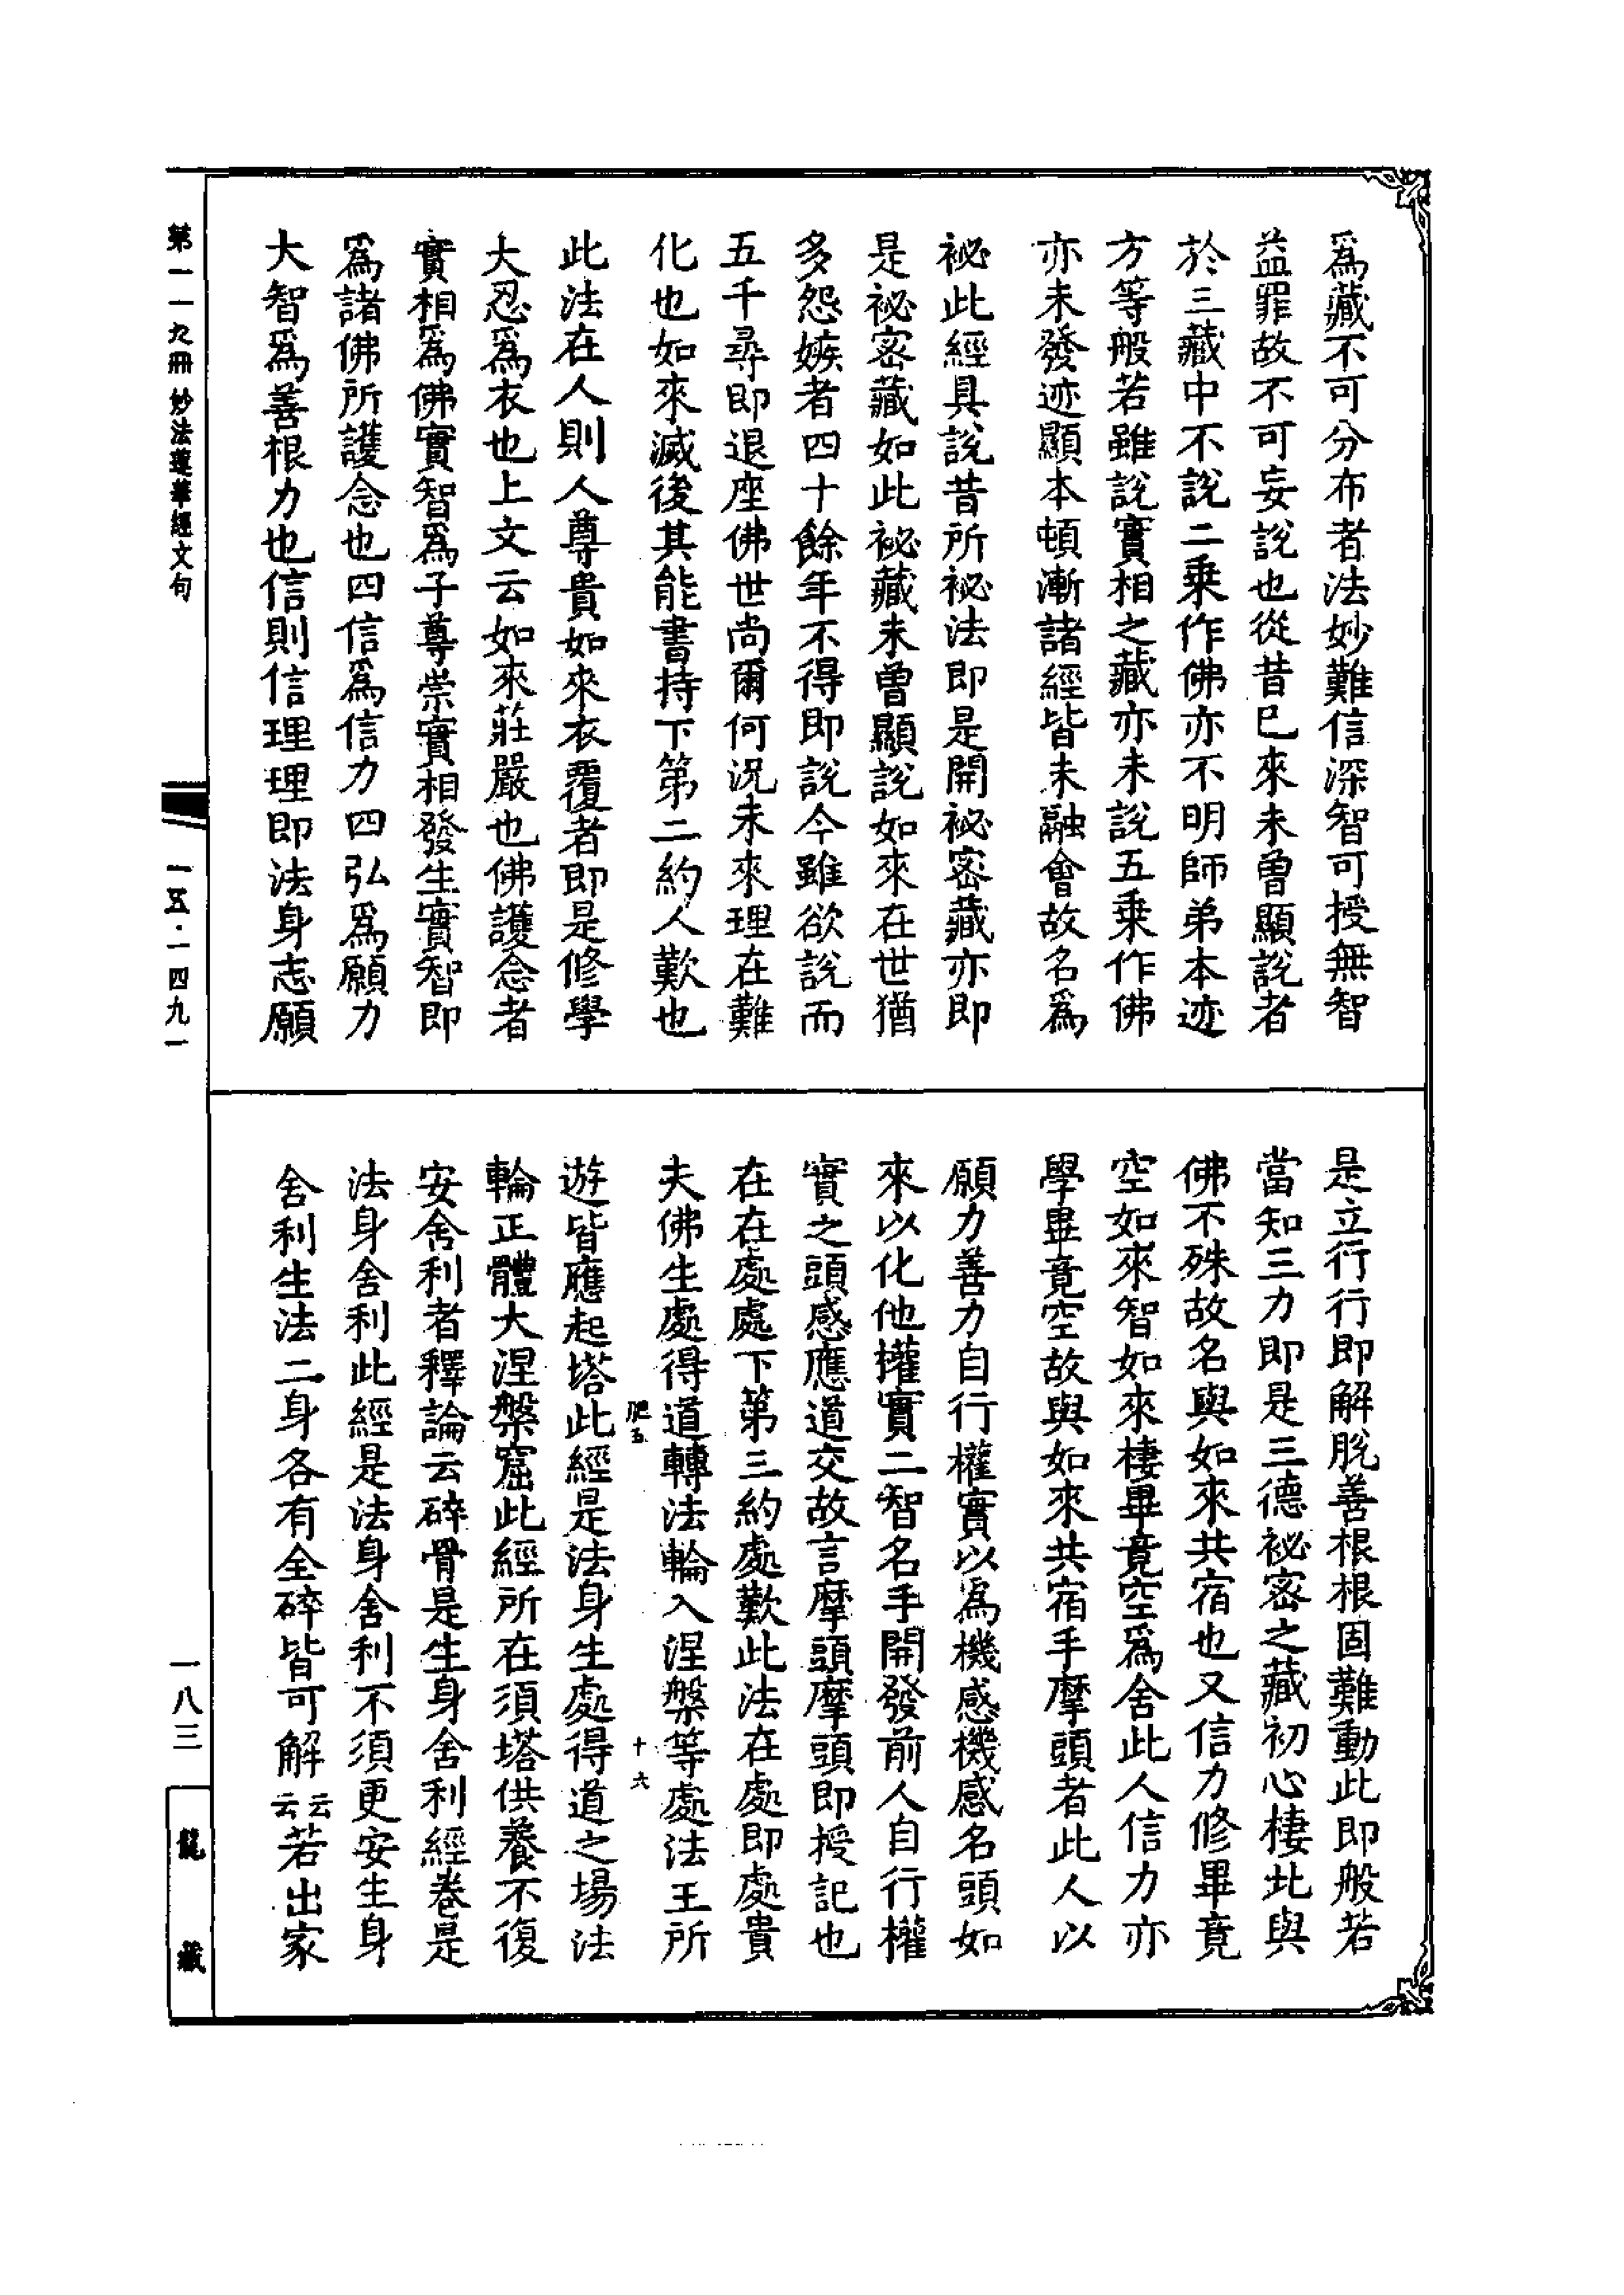 爲藏不可分布者法妙難信深智可授無智
益罪故不可妄說也從昔巳來未曾顯說者
於三藏中不說二乗作佛亦不明師弟本迹
方等般若雖說實相之藏亦未說五乗作佛
亦未發迹顯本頓漸諸經皆未融會故名爲
祕此經具說昔所祕法即是開祕密藏亦即
是祕密藏如此祕藏未曾顯說如來在世猶
多怨嫉者四十餘年不得即說今雖欲說而
五千尋即退座佛世尚爾何況未來理在難
化也如來滅後其能書持下第二約人歎也
此法在人則人尊貴如來衣覆者即是修學
大忍爲衣也上文云如來莊嚴也佛護念者
實相爲佛實智爲子尊崇實相發生實智即
爲諸佛所護念也四信爲信力四弘爲願力
大智爲善根力也信則信理理即法身志願
是立行行即解脫善根根固難動此即般若
當知三力即是三德祕密之藏初心棲此與
佛不殊故名與如來共宿也又信力修畢竟
空如來智如來棲畢竟空爲舍此人信力亦
學畢竟空故與如來共宿手摩頭者此人以
願力善力自行權實以爲機感機感名頭如
來以化他權實二智名手開發前人自行權
實之頭感應道交故言摩頭摩頭即授記也
在在處處下第三約處歎此法在處即處貴
夫佛生處得道轉法輪入涅槃等處法王所
肥五
十六
遊皆應起塔此經是法身生處得道之場法
輪正體大涅槃窟此經所在須塔供養不復
安舍利者釋論云碎骨是生身舍利經卷是
法身舍利此經是法身舍利不須更安生身
舍利生法二身各有全碎皆可解云云若出家
第一一九冊 妙法蓮華經文句
一五·一四九一
一八三
龍藏